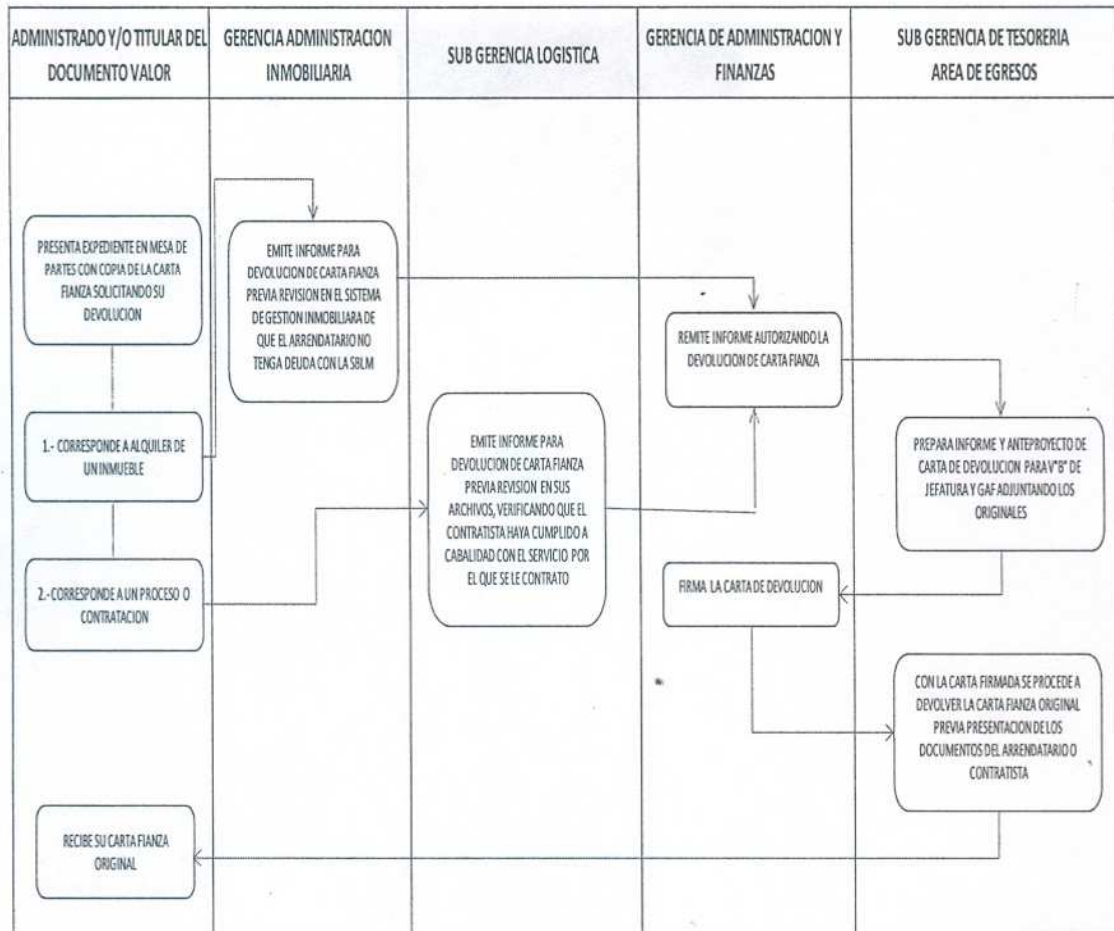 ADMINISTRADO Y/O TITULAR DEL
DOCUMENTO VALOR
GERENCIA ADMINISTRACION
INMOBILIARIA
SUB GERENCIA LOGISTICA
GERENCIA DE ADMINISTRACION Y
FINANZAS
SUB GERENCIA DE TESORERIA
AREA DE EGRESOS
PRESENTA EXPEDIENTE EN MESA DE
PARTES CON COPIA DE LA CARTA
FIANZA SOLICITANDO SU
DEVOLUCION
1.- CORRESPONDE A ALQUILER DE
UN INMUEBLE
2.-CORRESPONDE A UN PROCESO O
CONTRATACION
EMITE INFORME PARA
DEVOLUCION DE CARTA FIANZA
PREVIA REVISION EN EL SISTEMA
DE GESTION INMOBILIARA DE
QUE EL ARRENDATARIO NO
TENGA DEUDA CON LA SBLM
EMITE INFORME PARA
DEVOLUCION DE CARTA FIANZA
PREVIA REVISION EN SUS
ARCHIVOS, VERIFICANDO QUE EL
CONTRATISTA HAYA CUMPLIDO A
CABALIDAD CON EL SERVICIO POR
EL QUE SE LE CONTRATO
REMITE INFORME AUTORIZANDO LA
DEVOLUCION DE CARTA FIANZA
PREPARA INFORME Y ANTEPROYECTO DE
CARTA DE DEVOLUCION PARA V°B° DE
JEFATURA Y GAF ADJUNTANDO LOS
ORIGINALES
FIRMA LA CARTA DE DEVOLUCION
CON LA CARTA FIRMADA SE PROCEDE A
DEVOLVER LA CARTA FIANZA ORIGINAL
PREVIA PRESENTACION DE LOS
DOCUMENTOS DEL ARRENDATARIO O
CONTRATISTA
RECIBE SU CARTA FIANZA
ORIGINAL